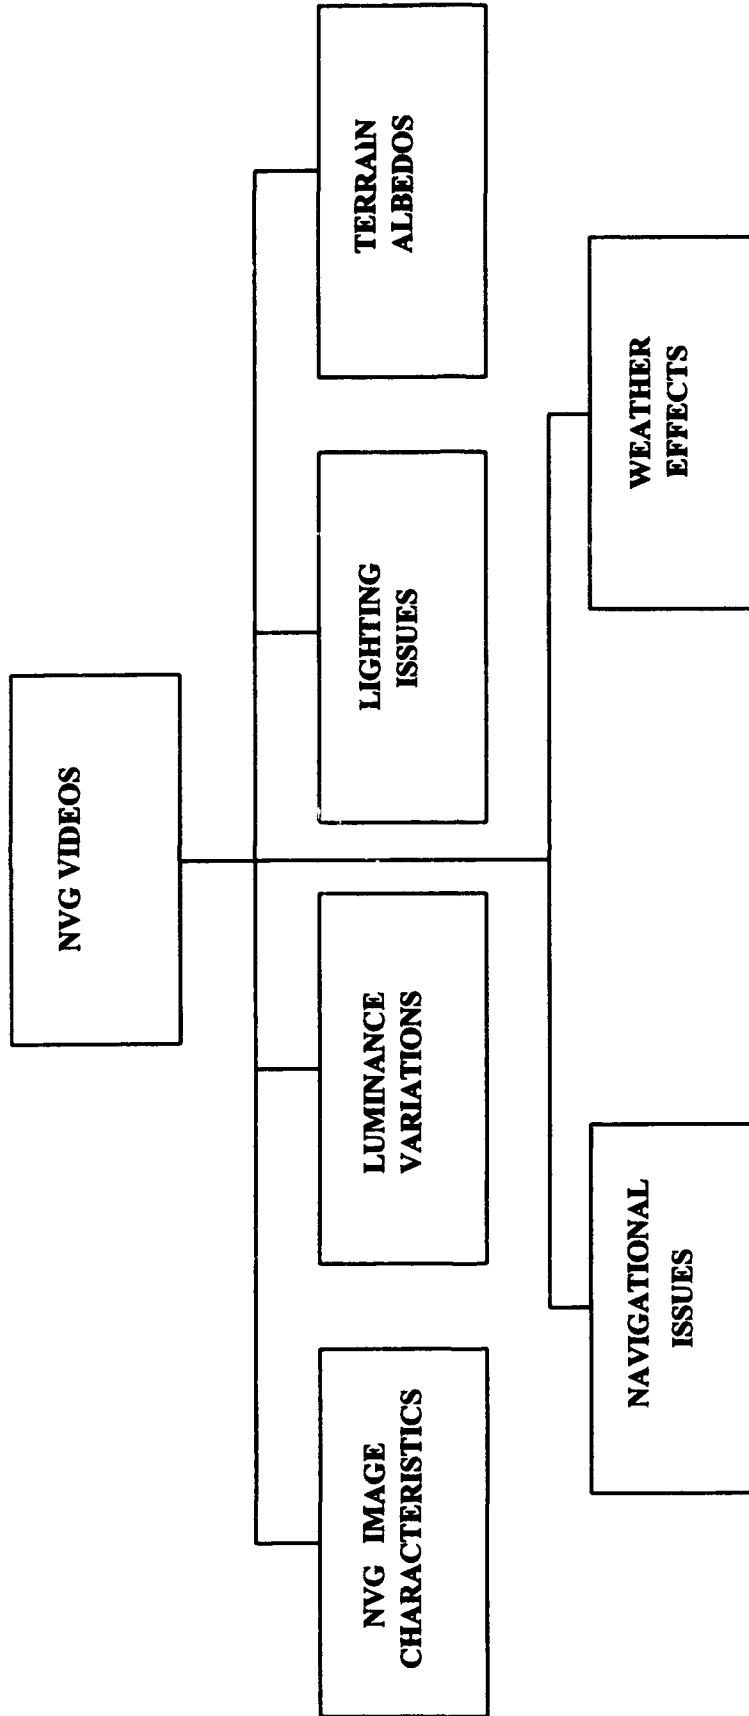 NVG VIDEOS
NVG IMAGE
CHARACTERISTICS
LUMINANCE
VARIATIONS
LIGHTING
ISSUES
TERRAIN
ALBEDOS
NAVIGATIONAL
ISSUES
WEATHER
EFFECTS